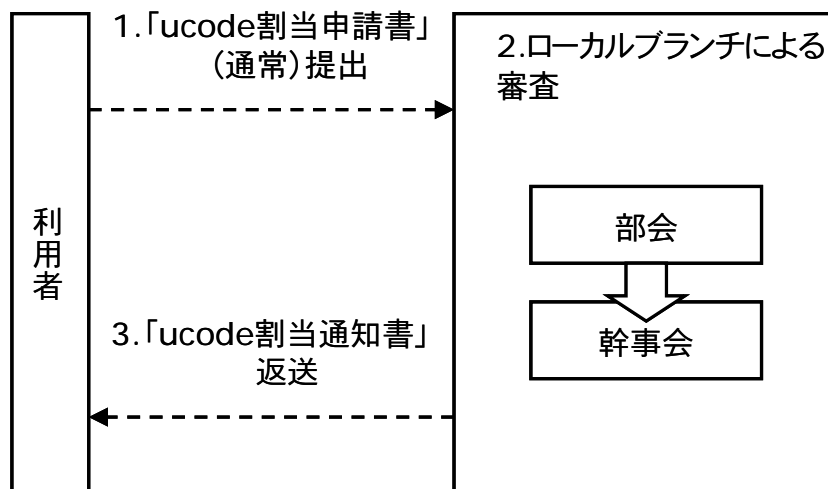 1.「ucode割当申請書」
（通常）提出
2.ローカルブランチによる
審査
利用者
部会
幹事会
3.「ucode割当通知書」
返送